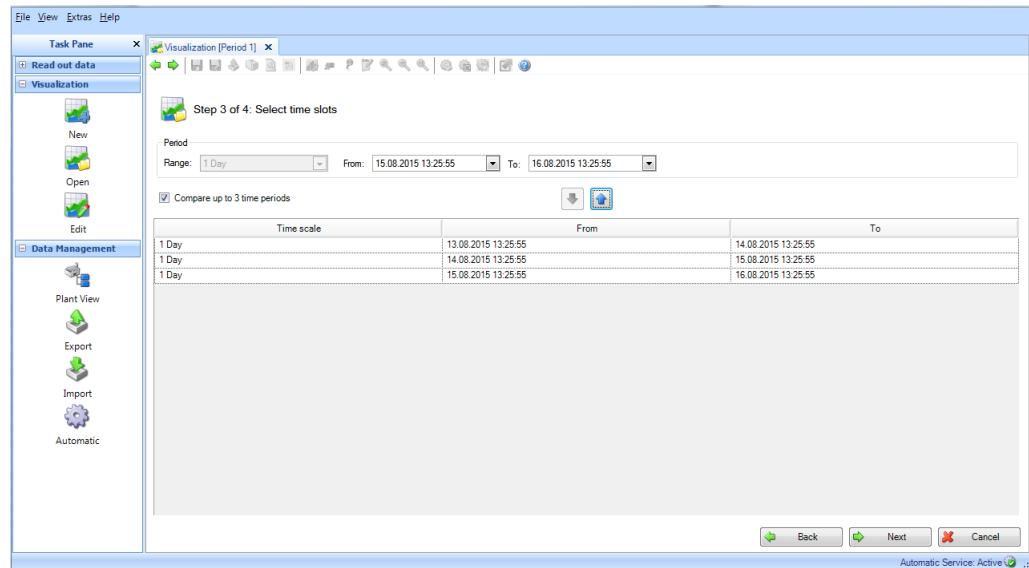 File View Extras Help
Task Pane
Visualization [Period 1]
Read out data
Visualization
New
Open
Edit
Data Management
Plant View
Export
Import
Automatic
Step 3 of 4: Select time slots
Period
Range: 1 Day From: 15.08.2015 13:25:55 To: 16.08.2015 13:25:55
Compare up to 3 time periods
Time scale From To
1 Day 13.08.2015 13:25:55 14.08.2015 13:25:55
1 Day 14.08.2015 13:25:55 15.08.2015 13:25:55
1 Day 15.08.2015 13:25:55 16.08.2015 13:25:55
Back Next Cancel
Automatic Service: Active